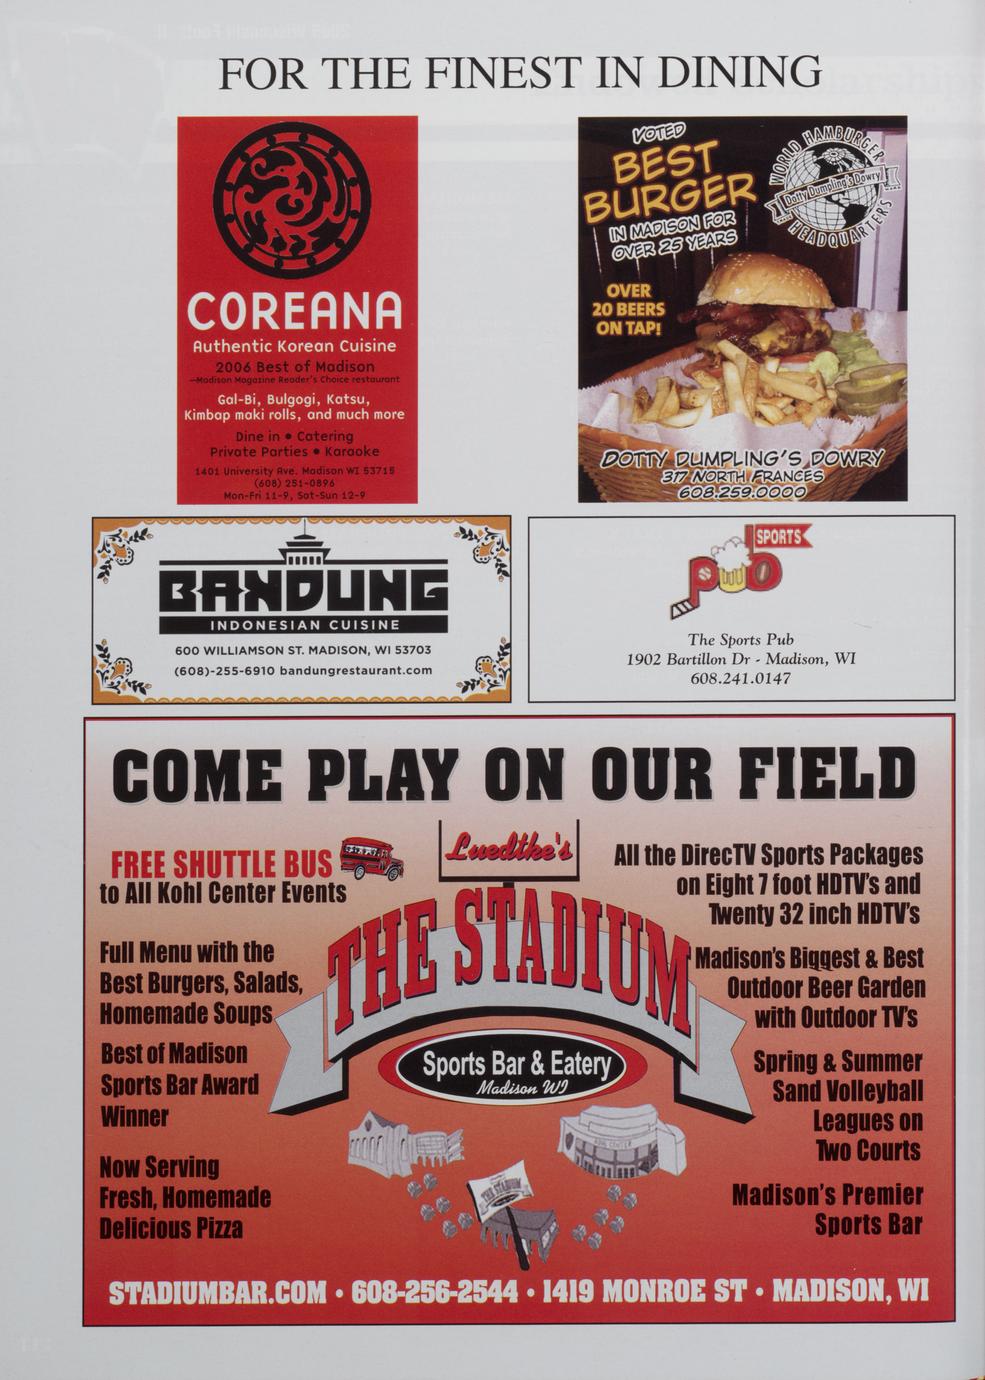 FOR THE FINEST IN DINING
COREANA
Authentic Korean Cuisine
2006 Best of Madison
—Madison Magazine Reader's Choice restaurant
Gal-Bi, Bulgogi, Katsu,
Kimbap maki rolls, and much more
Dine in • Catering
Private Parties • Karaoke
1401 University Ave. Madison WI 53715
(608) 251-0896
Mon-Fri 11-9, Sat-Sun 12-9
VOTED
BEST
BURGER
IN MADISON FOR
OVER 25 YEARS
WORLD HAMBURGER
Dotty Dumpling's Dowry
HEADQUARTERS
OVER
20 BEERS
ON TAP!
DOTTY DUMPLING'S DOWRY
317 NORTH FRANCES
608.259.0000
BANDUNG
INDONESIAN CUISINE
600 WILLIAMSON ST. MADISON, WI 53703
(608)-255-6910 bandungrestaurant.com
SPORTS
pub
The Sports Pub
1902 Bartillon Dr - Madison, WI
608.241.0147
COME PLAY ON OUR FIELD
FREE SHUTTLE BUS
to All Kohl Center Events
Full Menu with the
Best Burgers, Salads,
Homemade Soups
Best of Madison
Sports Bar Award
Winner
Now Serving
Fresh, Homemade
Delicious Pizza
Luedtke's
THE STADIUM
Sports Bar & Eatery
Madison WI
KOHL CENTER
THE STADIUM
All the DirecTV Sports Packages
on Eight 7 foot HDTV's and
Twenty 32 inch HDTV's
Madison's Biggest & Best
Outdoor Beer Garden
with Outdoor TV's
Spring & Summer
Sand Volleyball
Leagues on
Two Courts
Madison's Premier
Sports Bar
STADIUMBAR.COM • 608-256-2544 • 1419 MONROE ST • MADISON, WI